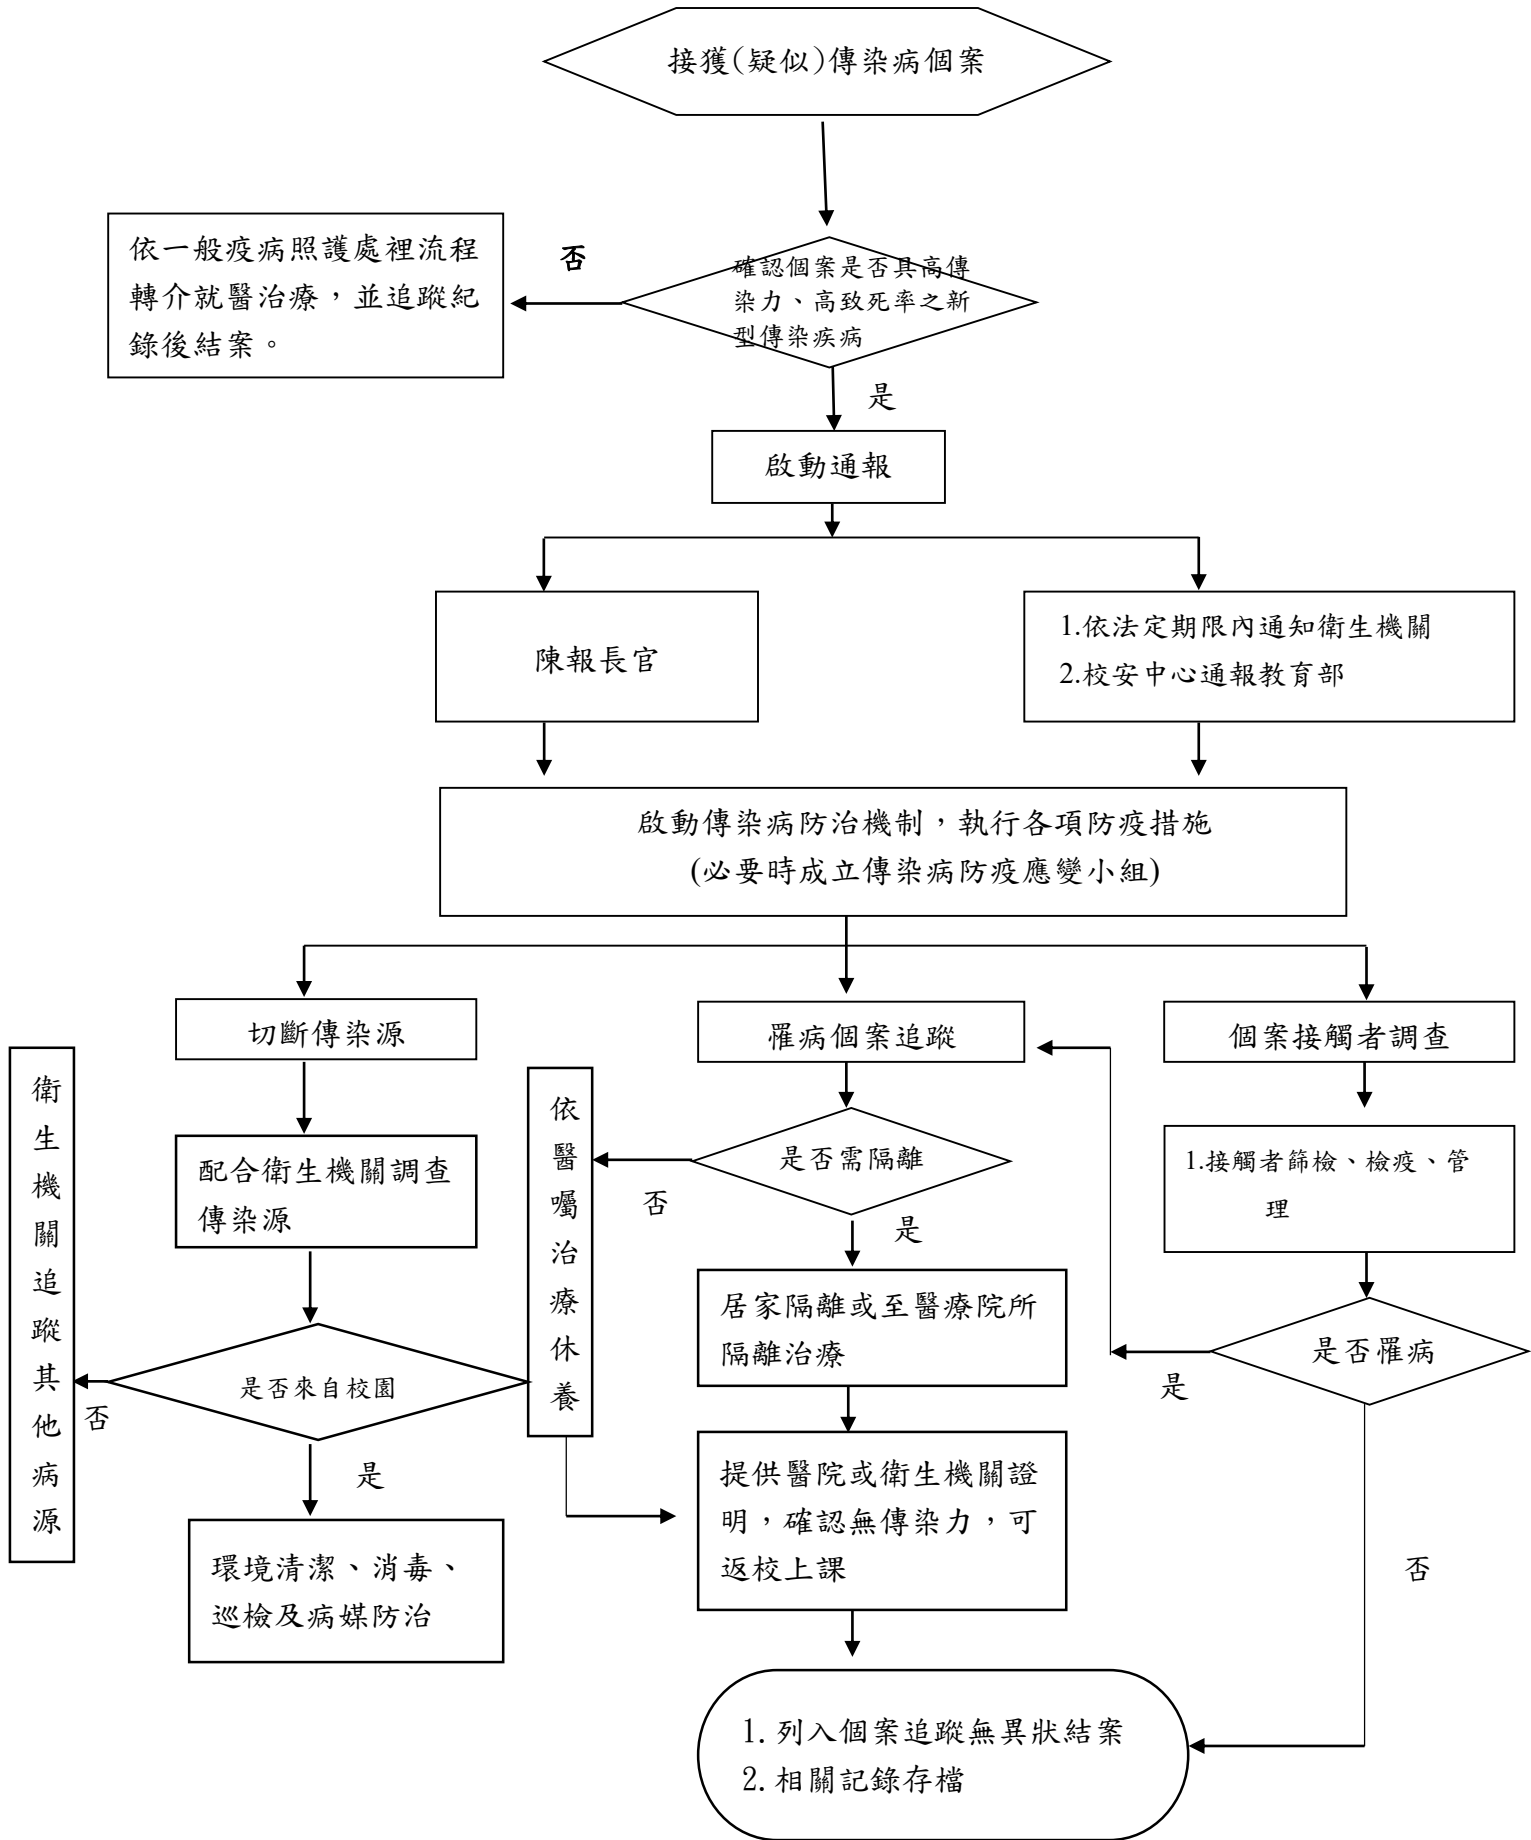 接獲(疑似)傳染病個案
依一般疫病照護處裡流程
轉介就醫治療，並追蹤紀
錄後結案。
否
確認個案是否具高傳
染力、高致死率之新
型傳染疾病
是
啟動通報
陳報長官
1.依法定期限內通知衛生機關
2.校安中心通報教育部
啟動傳染病防治機制，執行各項防疫措施
(必要時成立傳染病防疫應變小組)
切斷傳染源
罹病個案追蹤
個案接觸者調查
衛生機關追蹤其他病源
配合衛生機關調查
傳染源
依醫囑治療休養
否
是否需隔離
是
1.接觸者篩檢、檢疫、管
理
居家隔離或至醫療院所
隔離治療
是否罹病
是
否
是否來自校園
是
提供醫院或衛生機關證
明，確認無傳染力，可
返校上課
否
環境清潔、消毒、
巡檢及病媒防治
1. 列入個案追蹤無異狀結案
2. 相關記錄存檔